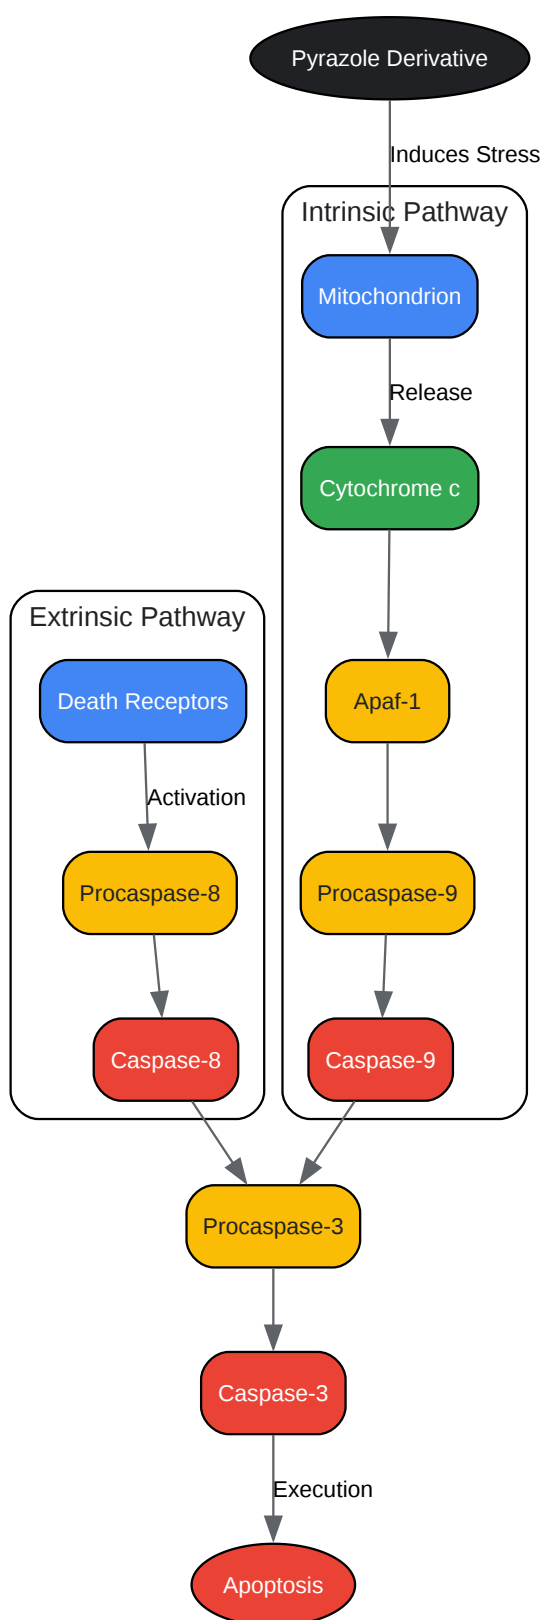 Pyrazole Derivative
Induces Stress
Intrinsic Pathway
Mitochondrion
Release
Cytochrome c
Extrinsic Pathway
Death Receptors
Apaf-1
Activation
Procaspase-8
Procaspase-9
Caspase-8
Caspase-9
Procaspase-3
Caspase-3
Execution
Apoptosis